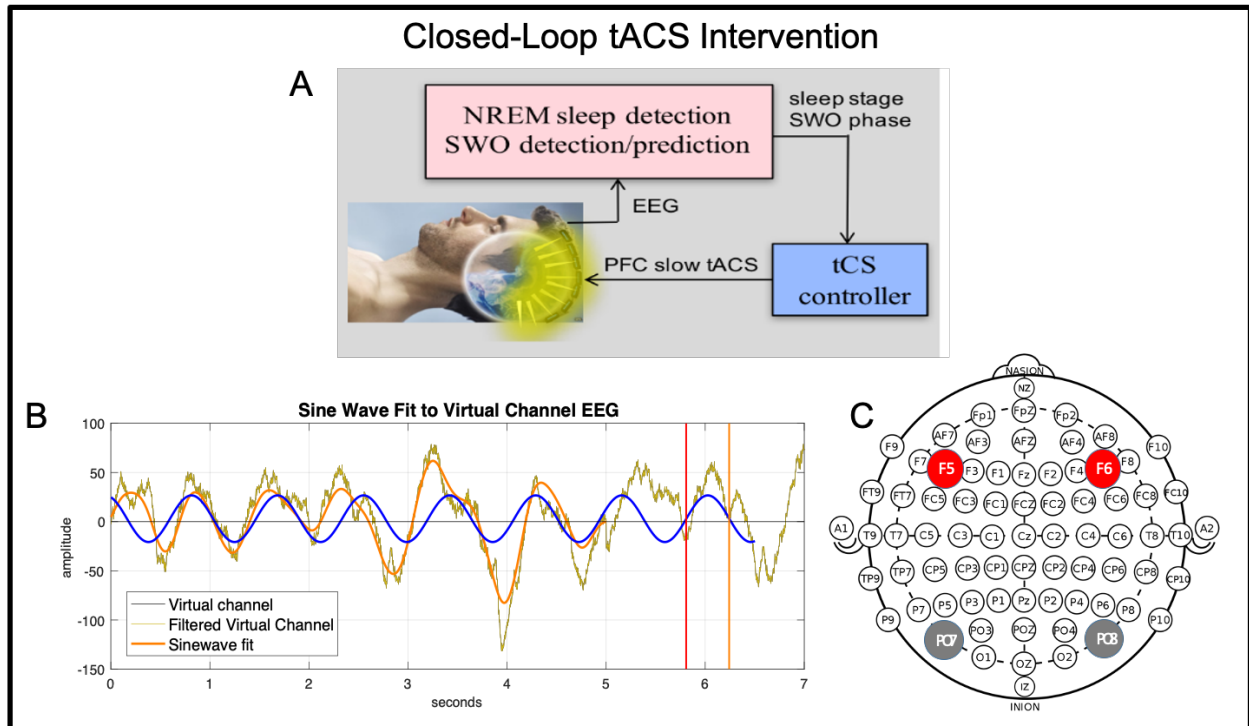 Closed-Loop tACS Intervention
A
NREM sleep detection
SWO detection/prediction
sleep stage
SWO phase
EEG
PFC slow tACS
tCS
controller
B
Sine Wave Fit to Virtual Channel EEG
amplitude
100
50
0
-50
-100
-150
Virtual channel
Filtered Virtual Channel
Sinewave fit
0 1 2 3 4 5 6 7
seconds
C
NASION
NZ
Fp1 FpZ Fp2
AF7 AF3 AFZ AF4 AF8
F9 F7 F5 F3 F1 Fz F2 F4 F6 F8 F10
FT9 FT7 FC5 FC3 FC1 FCZ FC2 FC4 FC6 FC8 FC10
A1 T9 T7 C5 C3 C1 Cz C2 C4 C6 T8 T10 A2
TP9 TP7 CP5 CP3 CP1 CPZ CP2 CP4 CP6 CP8 CP10
P9 P7 P5 P3 P1 Pz P2 P4 P6 P8 P10
PO7 PO3 POZ PO4 PO8
O1 OZ O2
IZ
INION